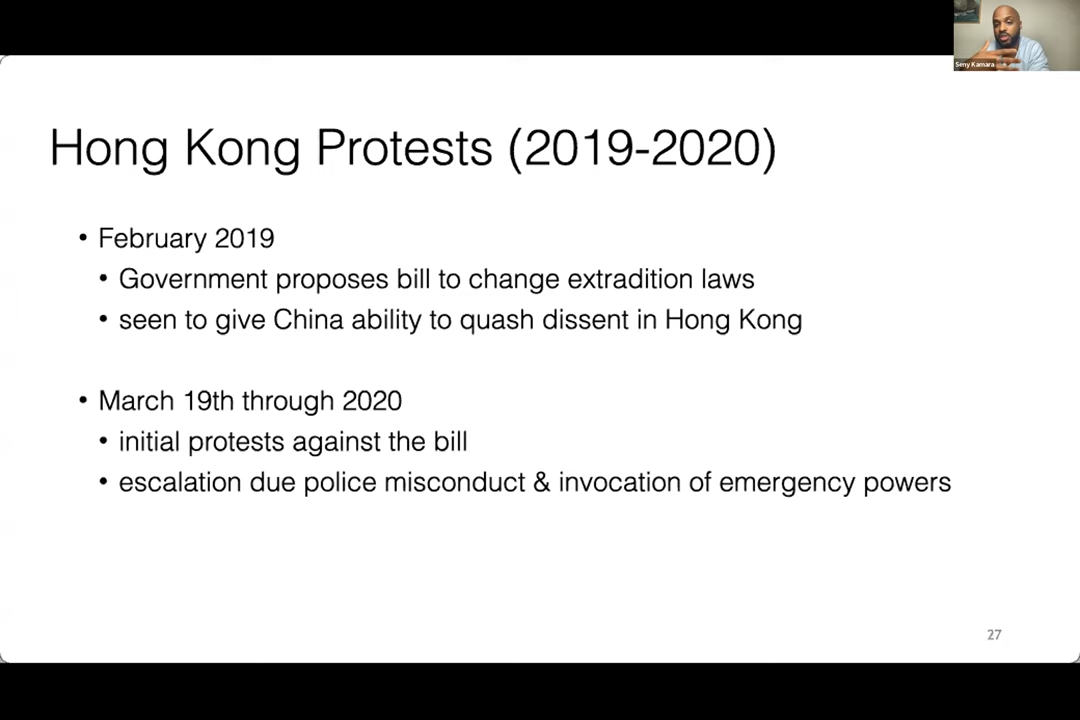 Seny Kamara
Hong Kong Protests (2019-2020)
• February 2019
• Government proposes bill to change extradition laws
• seen to give China ability to quash dissent in Hong Kong
• March 19th through 2020
• initial protests against the bill
• escalation due police misconduct & invocation of emergency powers
27